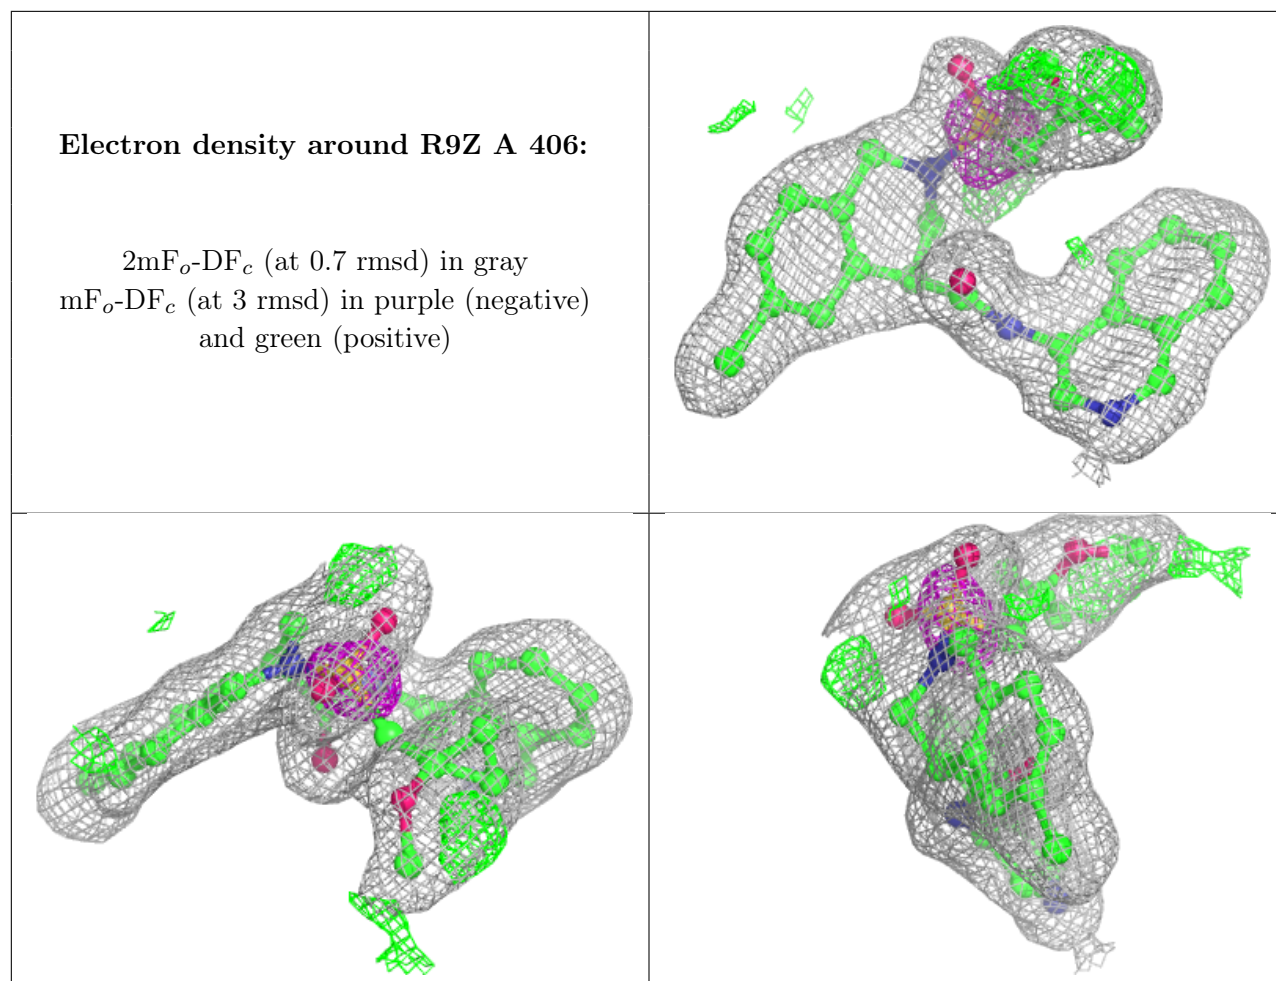 Electron density around R9Z A 406:
2mFo-DFc (at 0.7 rmsd) in gray
mFo-DFc (at 3 rmsd) in purple (negative)
and green (positive)